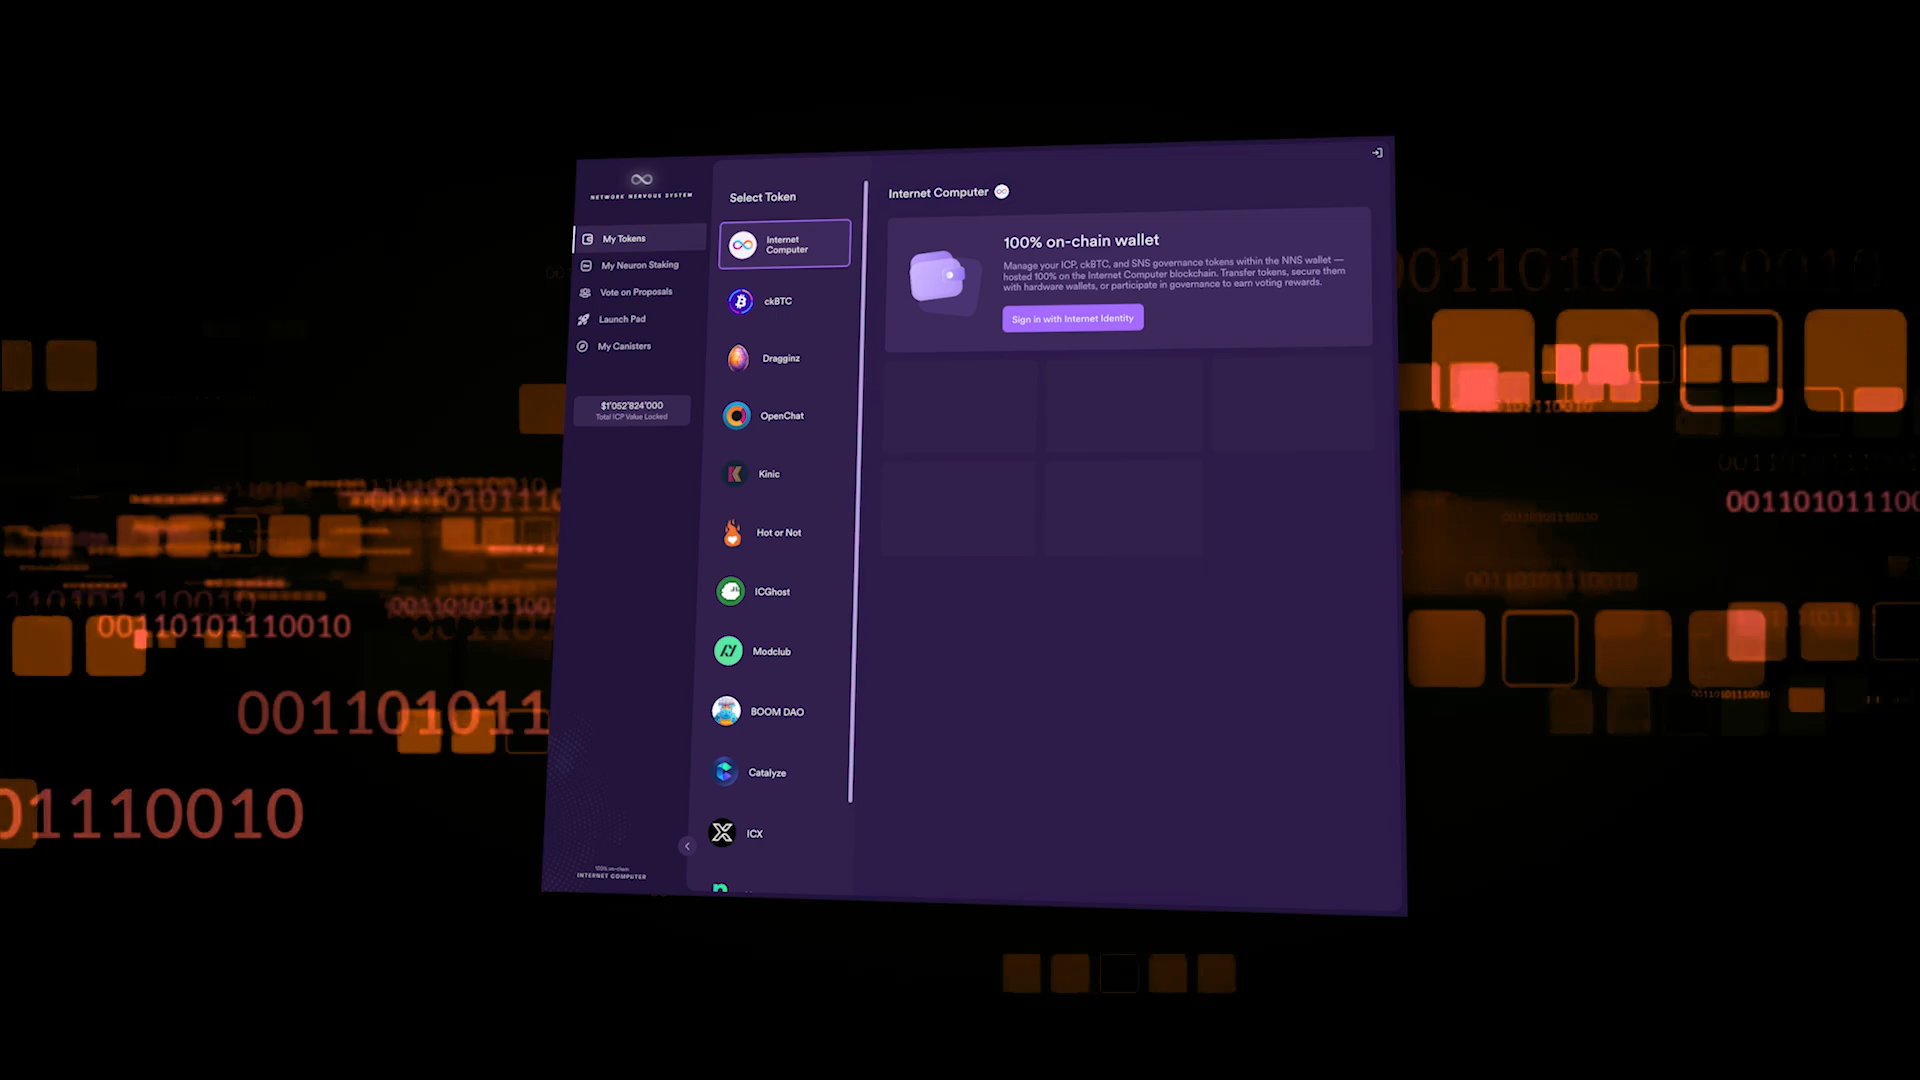 NETWORK NERVOUS SYSTEM
My Tokens
My Neuron Staking
Vote on Proposals
Launch Pad
My Canisters
$1'052'824'000
Total ICP Value Locked
100% on-chain
INTERNET COMPUTER
Select Token
Internet
Computer
ckBTC
Dragginz
OpenChat
Kinic
Hot or Not
ICGhost
Modclub
BOOM DAO
Catalyze
ICX
Internet Computer
100% on-chain wallet
Manage your ICP, ckBTC, and SNS governance tokens within the NNS wallet —
hosted 100% on the Internet Computer blockchain. Transfer tokens, secure them
with hardware wallets, or participate in governance to earn voting rewards.
Sign in with Internet Identity
00110101110
00110101110010
001101011
01110010
00110101110010
00110101110010
001101011100
00110101110010